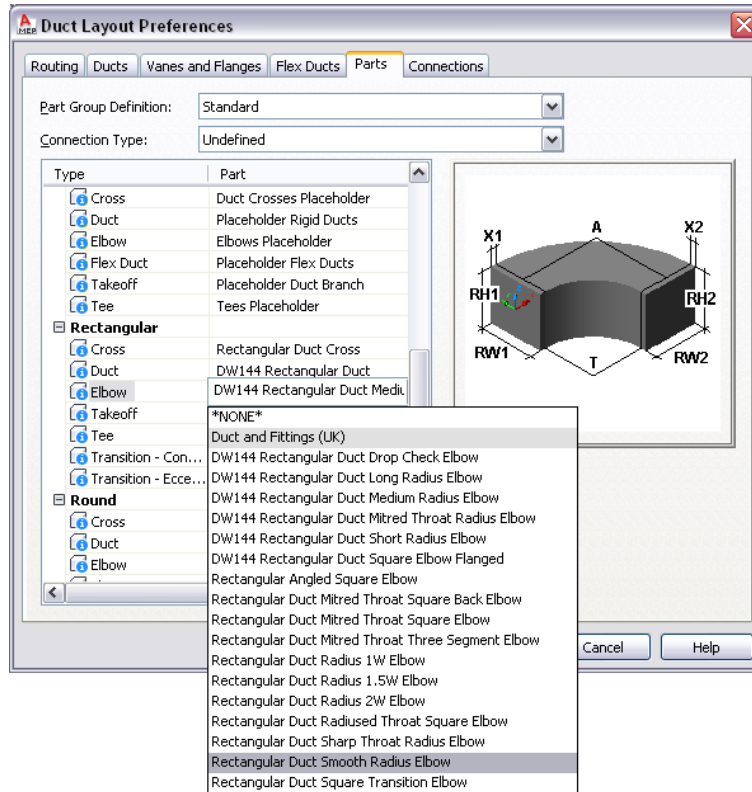 MEP Duct Layout Preferences
Routing Ducts Vanes and Flanges Flex Ducts Parts Connections
Part Group Definition: Standard
Connection Type: Undefined
Type Part
Cross Duct Crosses Placeholder
Duct Placeholder Rigid Ducts
Elbow Elbows Placeholder
Flex Duct Placeholder Flex Ducts
Takeoff Placeholder Duct Branch
Tee Tees Placeholder
Rectangular
Cross Rectangular Duct Cross
Duct DW144 Rectangular Duct
Elbow DW144 Rectangular Duct Mediu
Takeoff
Tee
Transition - Con...
Transition - Ecce...
Round
Cross
Duct
Elbow
*NONE*
Duct and Fittings (UK)
DW144 Rectangular Duct Drop Check Elbow
DW144 Rectangular Duct Long Radius Elbow
DW144 Rectangular Duct Medium Radius Elbow
DW144 Rectangular Duct Mitred Throat Radius Elbow
DW144 Rectangular Duct Short Radius Elbow
DW144 Rectangular Duct Square Elbow Flanged
Rectangular Angled Square Elbow
Rectangular Duct Mitred Throat Square Back Elbow
Rectangular Duct Mitred Throat Square Elbow
Rectangular Duct Mitred Throat Three Segment Elbow
Rectangular Duct Radius 1W Elbow
Rectangular Duct Radius 1.5W Elbow
Rectangular Duct Radius 2W Elbow
Rectangular Duct Radiused Throat Square Elbow
Rectangular Duct Sharp Throat Radius Elbow
Rectangular Duct Smooth Radius Elbow
Rectangular Duct Square Transition Elbow
X1 A X2
RH1 RH2
RW1 T RW2
Cancel Help